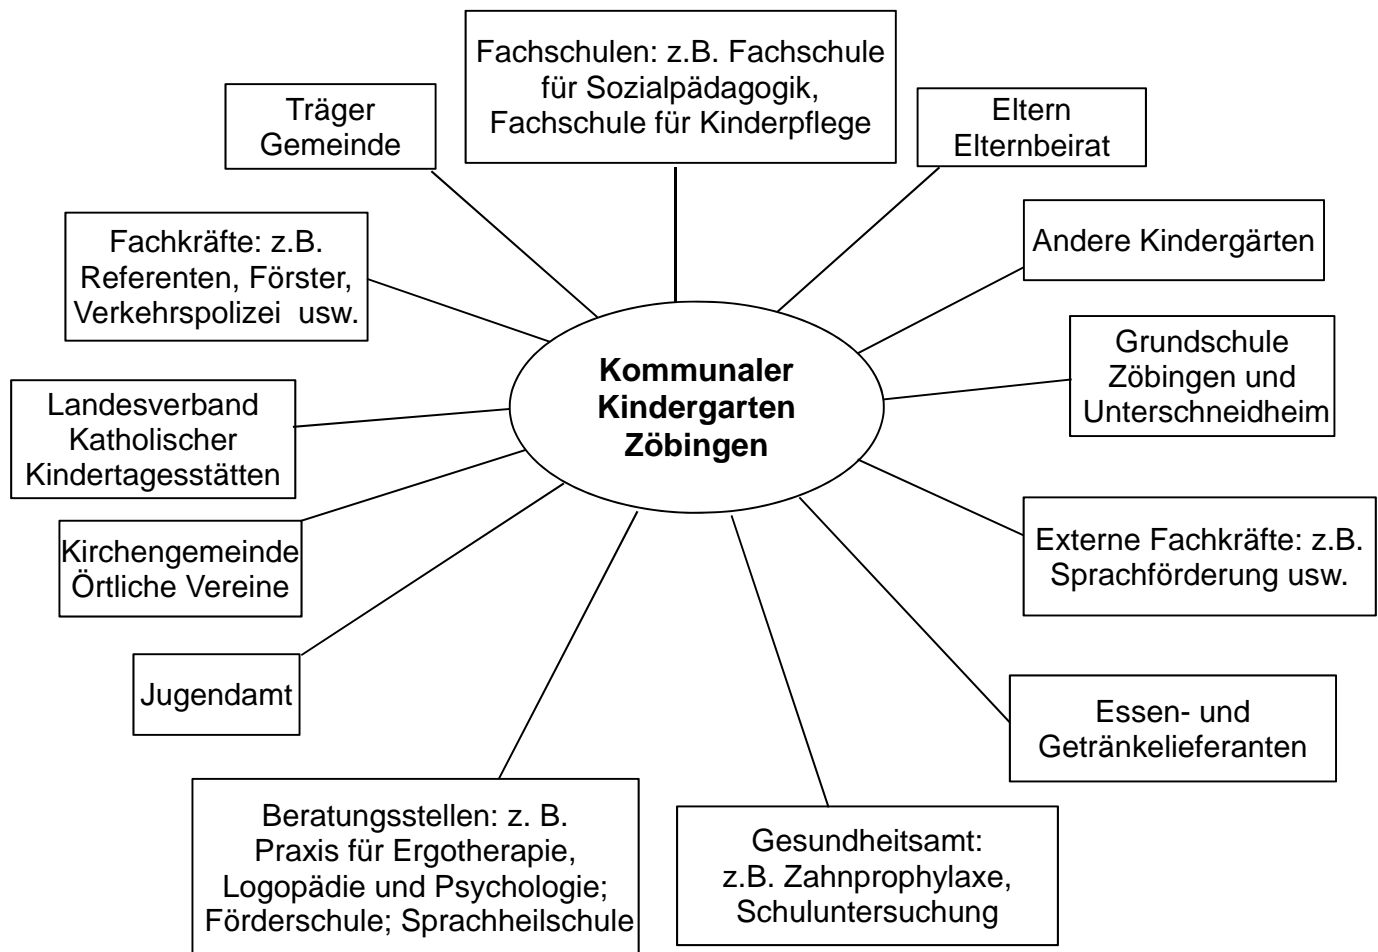 Fachschulen: z.B. Fachschule
für Sozialpädagogik,
Fachschule für Kinderpflege
Träger
Gemeinde
Eltern
Elternbeirat
Fachkräfte: z.B.
Referenten, Förster,
Verkehrspolizei usw.
Andere Kindergärten
Kommunaler
Kindergarten
Zöbingen
Grundschule
Zöbingen und
Unterschneidheim
Landesverband
Katholischer
Kindertagesstätten
Kirchengemeinde
Örtliche Vereine
Externe Fachkräfte: z.B.
Sprachförderung usw.
Jugendamt
Essen- und
Getränkelieferanten
Beratungsstellen: z. B.
Praxis für Ergotherapie,
Logopädie und Psychologie;
Förderschule; Sprachheilschule
Gesundheitsamt:
z.B. Zahnprophylaxe,
Schuluntersuchung